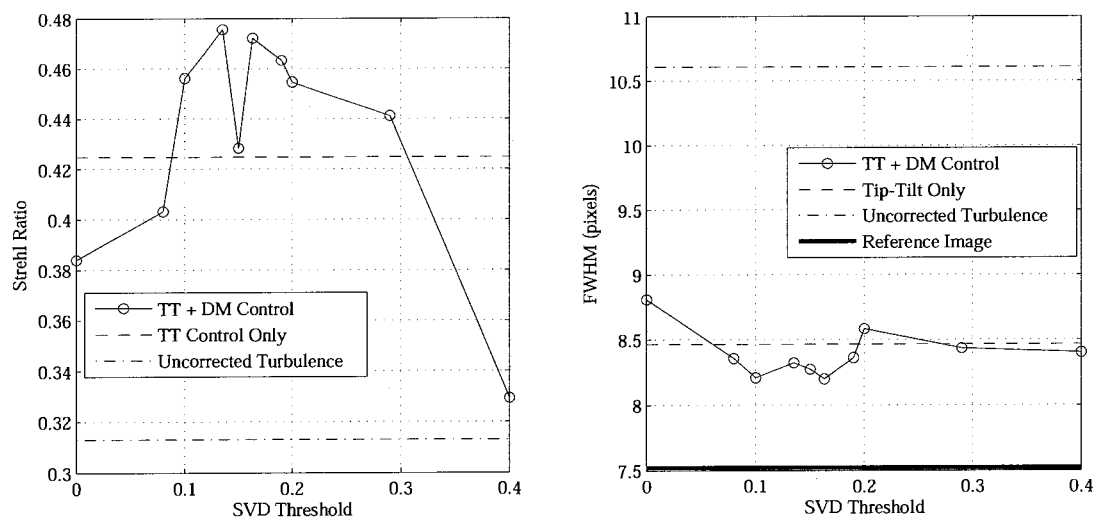 0.48
0.46
0.44
0.42
0.4
0.38
0.36
0.34
0.32
0.3
Strehl Ratio
0
0.1
0.2
0.3
0.4
SVD Threshold
TT + DM Control
TT Control Only
Uncorrected Turbulence
11
10.5
10
9.5
9
8.5
8
7.5
FWHM (pixels)
0
0.1
0.2
0.3
0.4
SVD Threshold
TT + DM Control
Tip-Tilt Only
Uncorrected Turbulence
Reference Image